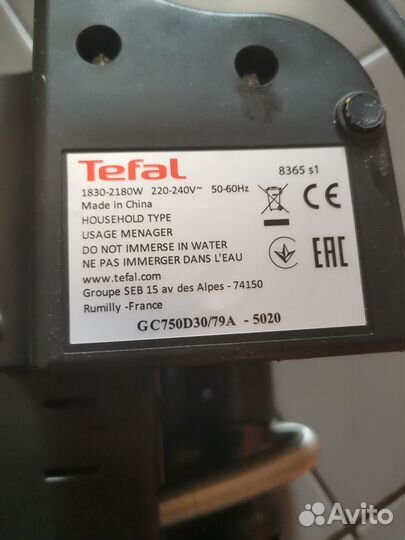 Tefal
8365 s1
1830-2180W 220-240V~ 50-60Hz
Made in China
HOUSEHOLD TYPE
USAGE MENAGER
DO NOT IMMERSE IN WATER
NE PAS IMMERGER DANS L'EAU
www.tefal.com
Groupe SEB 15 av des Alpes - 74150
Rumilly -France
GC750D30/79A - 5020
CE
EAC
Avito